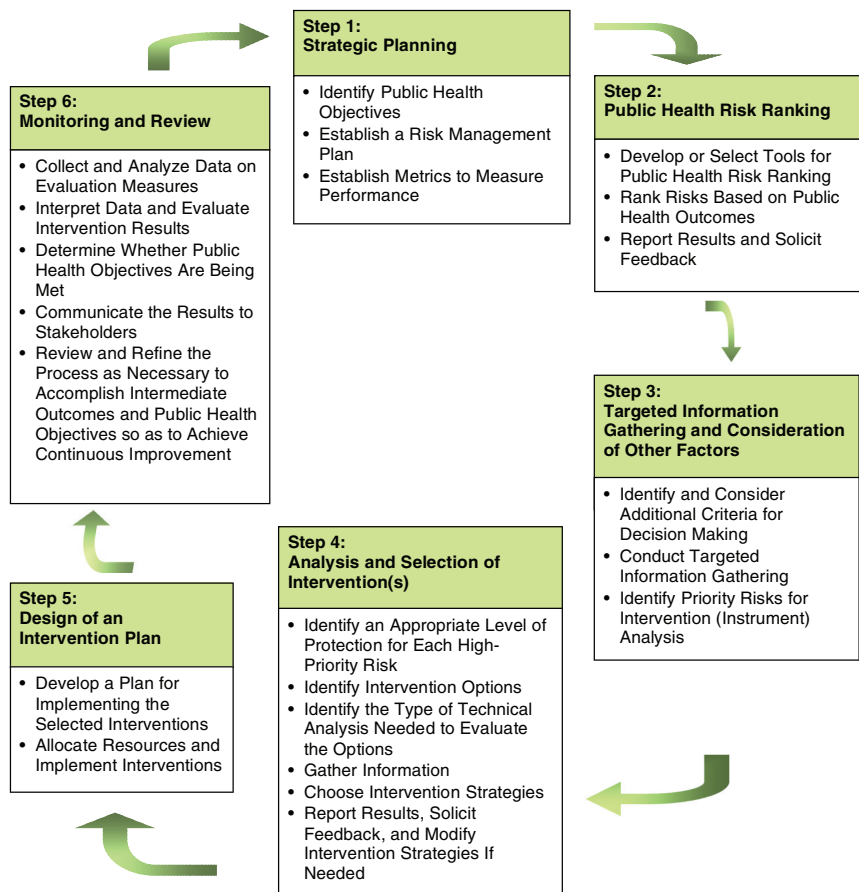 Step 1:
Strategic Planning
• Identify Public Health
Objectives
• Establish a Risk Management
Plan
• Establish Metrics to Measure
Performance
Step 2:
Public Health Risk Ranking
• Develop or Select Tools for
Public Health Risk Ranking
• Rank Risks Based on Public
Health Outcomes
• Report Results and Solicit
Feedback
Step 3:
Targeted Information
Gathering and Consideration
of Other Factors
• Identify and Consider
Additional Criteria for
Decision Making
• Conduct Targeted
Information Gathering
• Identify Priority Risks for
Intervention (Instrument)
Analysis
Step 4:
Analysis and Selection of
Intervention(s)
• Identify an Appropriate Level of
Protection for Each High-
Priority Risk
• Identify Intervention Options
• Identify the Type of Technical
Analysis Needed to Evaluate
the Options
• Gather Information
• Choose Intervention Strategies
• Report Results, Solicit
Feedback, and Modify
Intervention Strategies If
Needed
Step 5:
Design of an
Intervention Plan
• Develop a Plan for
Implementing the
Selected Interventions
• Allocate Resources and
Implement Interventions
Step 6:
Monitoring and Review
• Collect and Analyze Data on
Evaluation Measures
• Interpret Data and Evaluate
Intervention Results
• Determine Whether Public
Health Objectives Are Being
Met
• Communicate the Results to
Stakeholders
• Review and Refine the
Process as Necessary to
Accomplish Intermediate
Outcomes and Public Health
Objectives so as to Achieve
Continuous Improvement